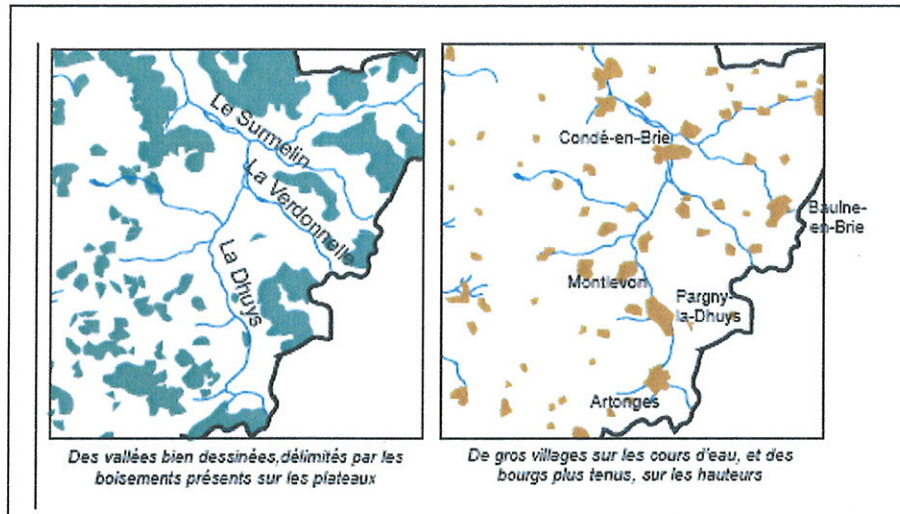 Le Surmelin
La Verdonnelle
La Dhuys
Des vallées bien dessinées,délimités par les
boisements présents sur les plateaux
Condé-en-Brie
Baulne-
en-Brie
Montlevon
Pargny-
la-Dhuys
Artonges
De gros villages sur les cours d'eau, et des
bourgs plus tenus, sur les hauteurs